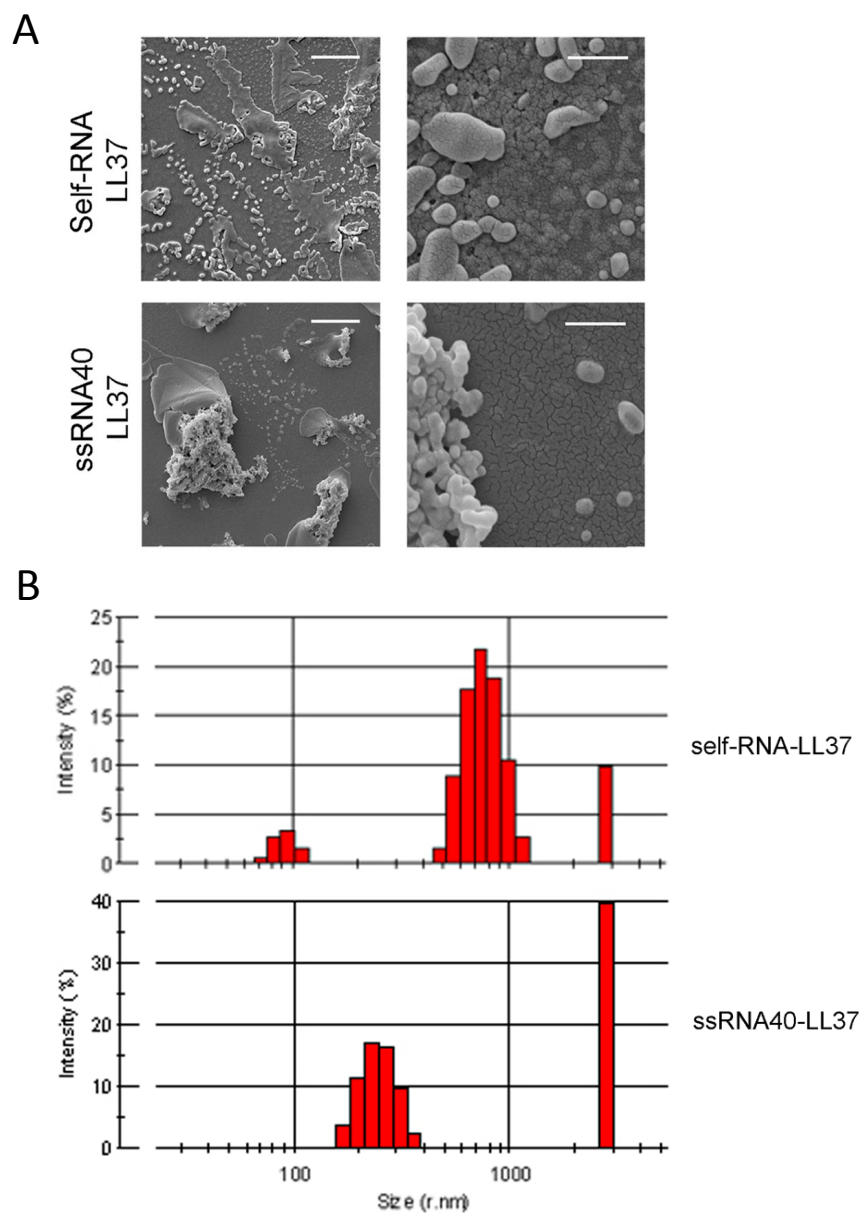 A
Self-RNA
LL37
ssRNA40
LL37
B
25
20
15
10
5
0
Intensity (%)
self-RNA-LL37
40
30
20
10
0
Intensity (%)
ssRNA40-LL37
100
1000
Size (r.nm)